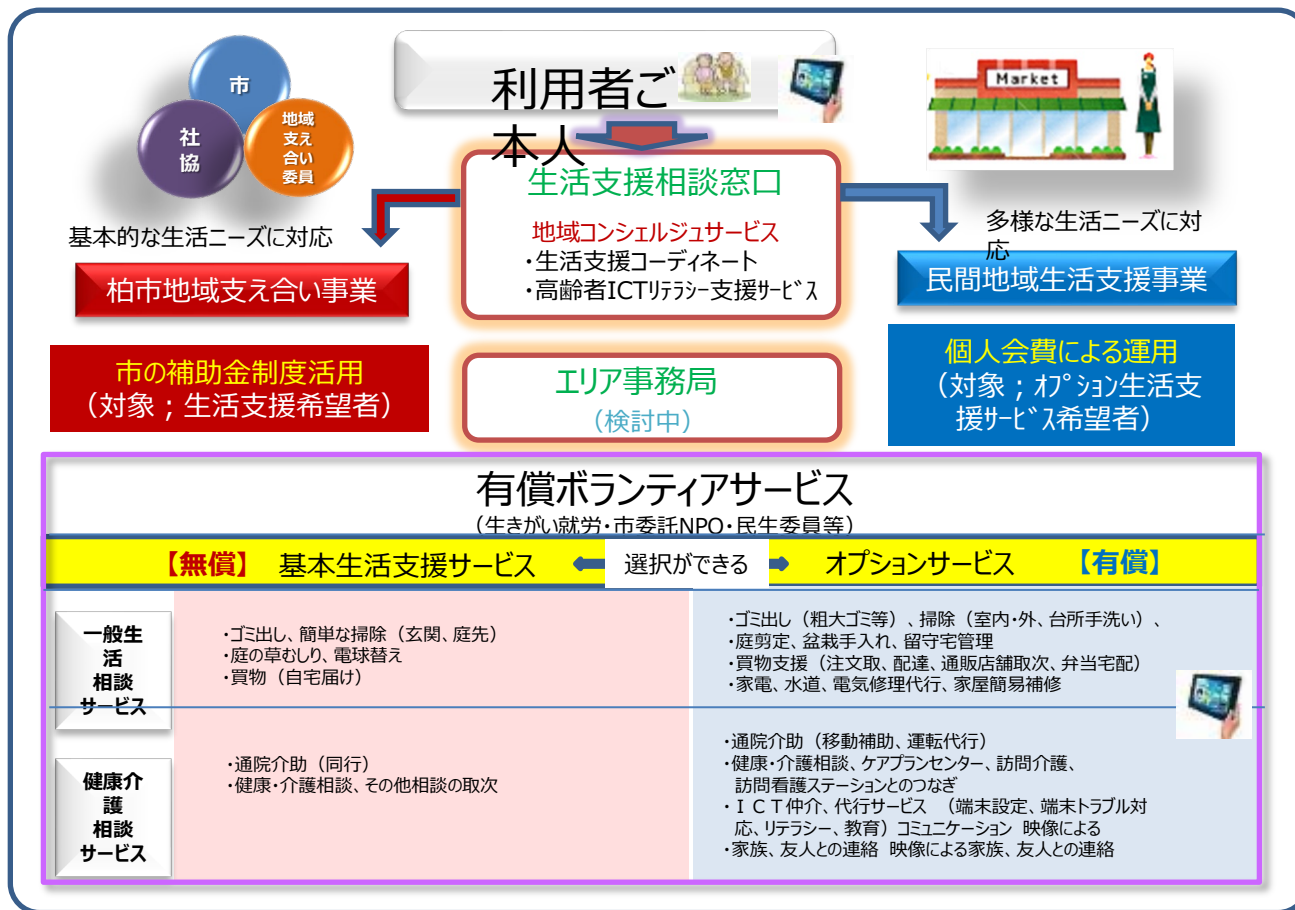 市
社
協
地域
支え
合い
委員
利用者ご
本人
Market
生活支援相談窓口
地域コンシェルジュサービス
・生活支援コーディネート
・高齢者ICTﾘﾃﾗｼｰ支援ｻｰﾋﾞｽ
基本的な生活ニーズに対応
柏市地域支え合い事業
多様な生活ニーズに対
応
民間地域生活支援事業
市の補助金制度活用
（対象；生活支援希望者）
エリア事務局
（検討中）
個人会費による運用
（対象；ｵﾌﾟｼｮﾝ生活支
援ｻｰﾋﾞｽ希望者）
有償ボランティアサービス
（生きがい就労・市委託NPO・民生委員等）
【無償】 基本生活支援サービス
選択ができる
オプションサービス 【有償】
一般生
活
相談
サービス
・ゴミ出し、簡単な掃除（玄関、庭先）
・庭の草むしり、電球替え
・買物（自宅届け）
・ゴミ出し（粗大ゴミ等）、掃除（室内・外、台所手洗い）、
・庭剪定、盆栽手入れ、留守宅管理
・買物支援（注文取、配達、通販店舗取次、弁当宅配）
・家電、水道、電気修理代行、家屋簡易補修
健康介
護
相談
サービス
・通院介助（同行）
・健康・介護相談、その他相談の取次
・通院介助（移動補助、運転代行）
・健康・介護相談、ケアプランセンター、訪問介護、
訪問看護ステーションとのつなぎ
・ＩＣＴ仲介、代行サービス （端末設定、端末トラブル対
応、リテラシー、教育）コミュニケーション 映像による
・家族、友人との連絡 映像による家族、友人との連絡